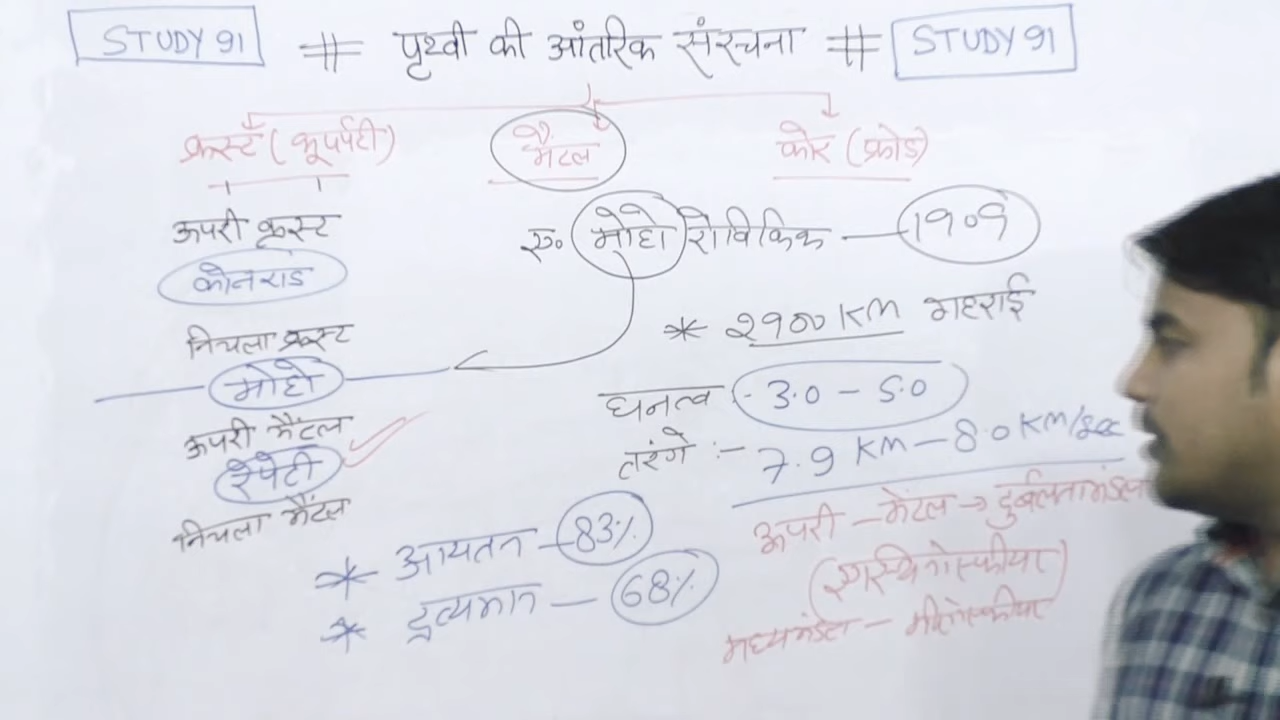 STUDY 91 # पृथ्वी की आंतरिक संरचना # STUDY 91
क्रस्ट (भूपर्पटी) मैंटल कोर (क्रोड)
ऊपरी क्रस्ट
कोनराड
निचला क्रस्ट
मोहो
ऊपरी मैंटल
रेपेटी
निचला मैंटल
ए. मोहोरोविकिक — 1909
* 2900 KM गहराई
घनत्व :- 3.0 – 5.0
तरंगे :- 7.9 KM – 8.0 KM/sec
* आयतन – 83%
* द्रव्यमान – 68%
ऊपरी – मेंटल → दुर्बलतामंडल
(एगस्थिनोस्फीयर)
मध्यमंडल –